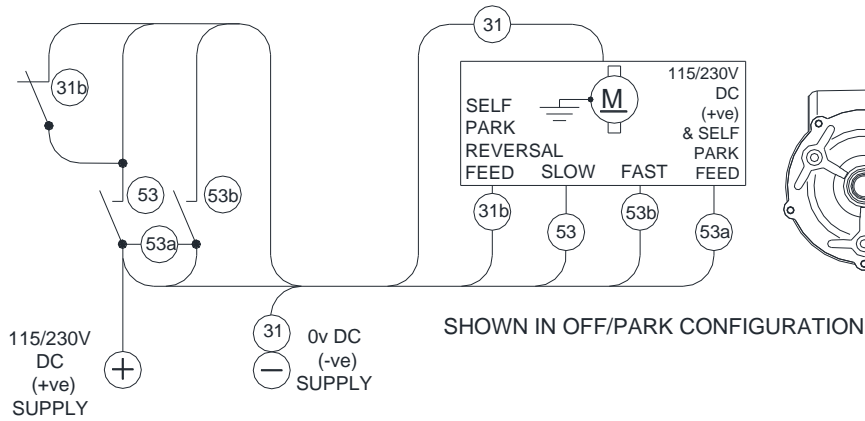 31
31b
115/230V
DC
(+ve)
& SELF
PARK
FEED
M
SELF
PARK
REVERSAL
FEED
SLOW
FAST
53
53b
53a
31b
53
53b
53a
31
0v DC
(-ve)
SUPPLY
115/230V
DC
(+ve)
SUPPLY
+
−
SHOWN IN OFF/PARK CONFIGURATION